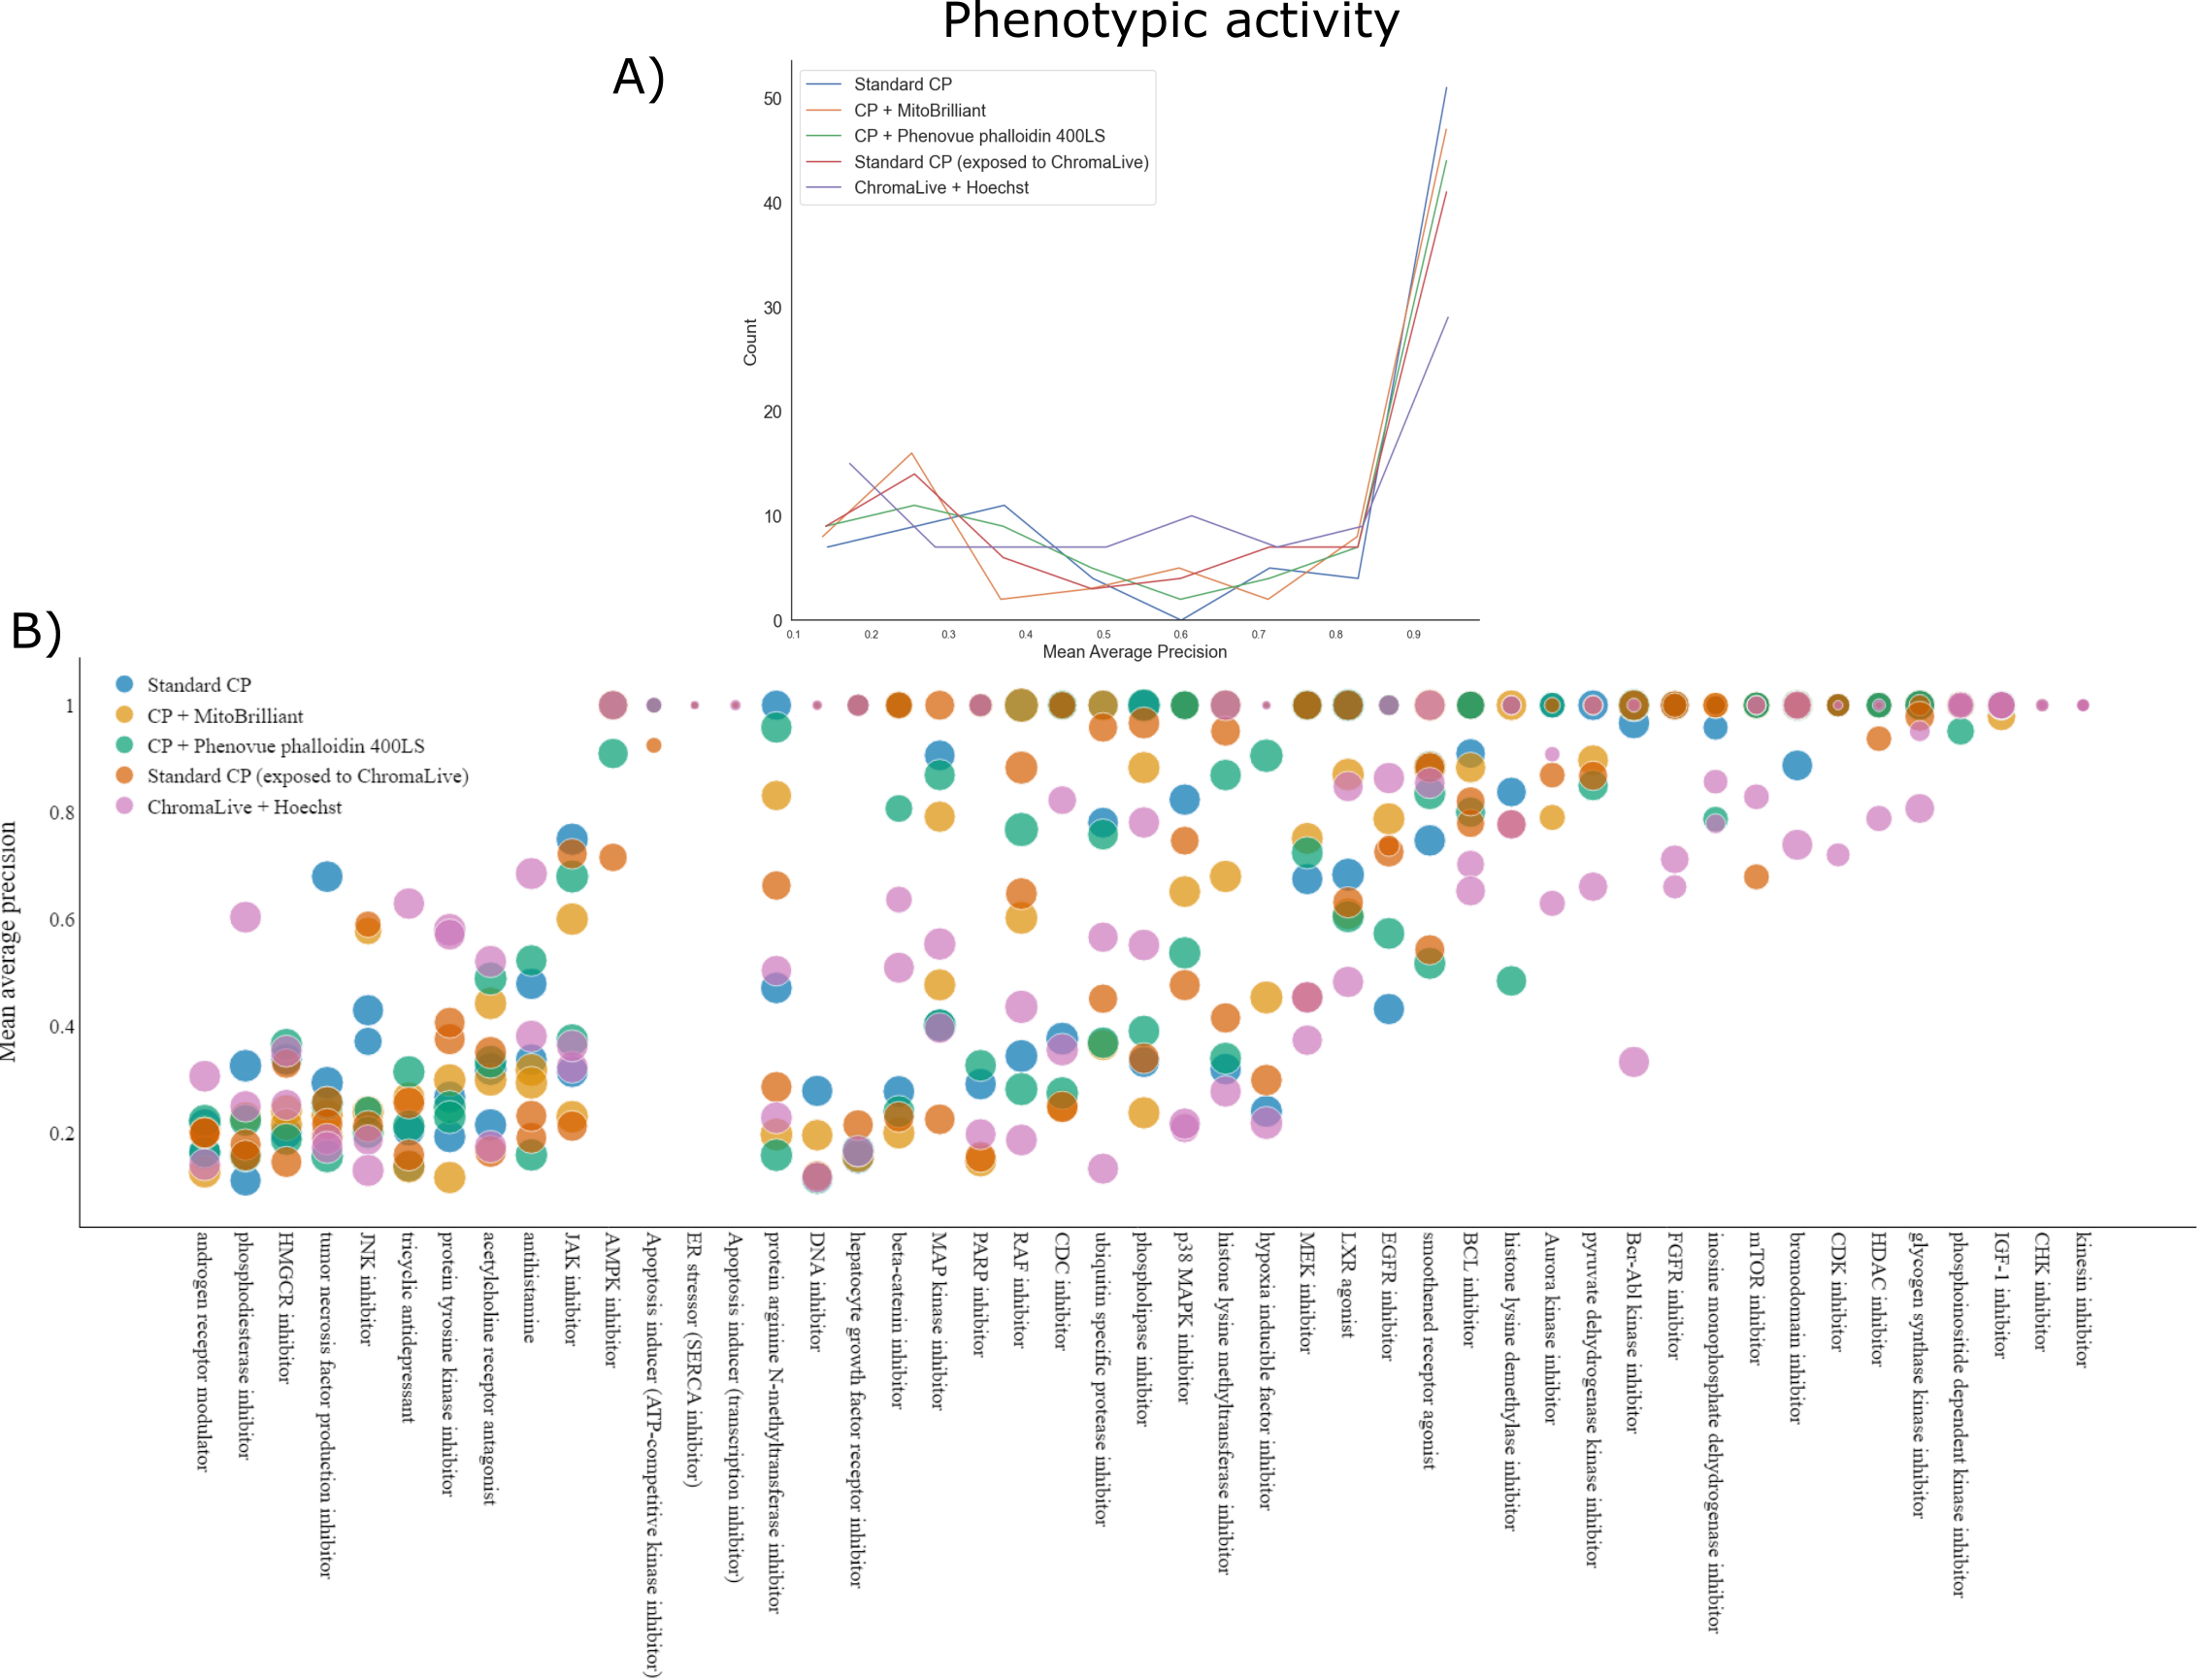 Phenotypic activity
A)
Standard CP
CP + MitoBrilliant
CP + Phenovue phalloidin 400LS
Standard CP (exposed to ChromaLive)
ChromaLive + Hoechst
50
40
30
20
10
0
Count
0.1 0.2 0.3 0.4 0.5 0.6 0.7 0.8 0.9
Mean Average Precision
B)
Standard CP
CP + MitoBrilliant
CP + Phenovue phalloidin 400LS
Standard CP (exposed to ChromaLive)
ChromaLive + Hoechst
1
0.8
0.6
0.4
0.2
Mean average precision
androgen receptor modulator
phosphodiesterase inhibitor
HMGCR inhibitor
tumor necrosis factor production inhibitor
JNK inhibitor
tricyclic antidepressant
protein tyrosine kinase inhibitor
acetylcholine receptor antagonist
antihistamine
JAK inhibitor
AMPK inhibitor
Apoptosis inducer (ATP-competitive kinase inhibitor)
ER stressor (SERCA inhibitor)
Apoptosis inducer (transcription inhibitor)
protein arginine N-methyltransferase inhibitor
DNA inhibitor
hepatocyte growth factor receptor inhibitor
beta-catenin inhibitor
MAP kinase inhibitor
PARP inhibitor
RAF inhibitor
CDC inhibitor
ubiquitin specific protease inhibitor
phospholipase inhibitor
p38 MAPK inhibitor
histone lysine methyltransferase inhibitor
hypoxia inducible factor inhibitor
MEK inhibitor
LXR agonist
EGFR inhibitor
smoothened receptor agonist
BCL inhibitor
histone lysine demethylase inhibitor
Aurora kinase inhibitor
pyruvate dehydrogenase kinase inhibitor
Bcr-Abl kinase inhibitor
FGFR inhibitor
inosine monophosphate dehydrogenase inhibitor
mTOR inhibitor
bromodomain inhibitor
CDK inhibitor
HDAC inhibitor
glycogen synthase kinase inhibitor
phosphoinositide dependent kinase inhibitor
IGF-1 inhibitor
CHK inhibitor
kinesin inhibitor